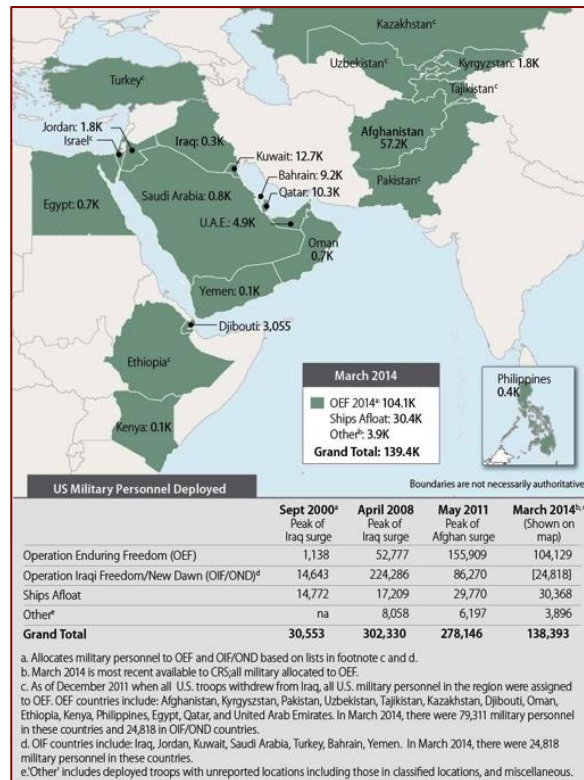 Kazakhstanᶜ
Uzbekistanᶜ
Kyrgyzstan: 1.8K
Turkeyᶜ
Tajikistanᶜ
Jordan: 1.8K
Israelᶜ
Iraq: 0.3K
Afghanistan
57.2K
Kuwait: 12.7K
Bahrain: 9.2K
Pakistanᶜ
Qatar: 10.3K
Saudi Arabia: 0.8K
Egypt: 0.7K
U.A.E.: 4.9K
Oman
0.7K
Yemen: 0.1K
Djibouti: 3,055
Ethiopiaᶜ
Kenya: 0.1K
March 2014
OEF 2014ᵃ 104.1K
Ships Afloat: 30.4K
Otherᵇ: 3.9K
Grand Total: 139.4K
Philippines
0.4K
US Military Personnel Deployed
Boundaries are not necessarily authoritative
Sept 2000ᵃ April 2008 May 2011 March 2014ᵇ,
Peak of Peak of Peak of (Shown on
Iraq surge Iraq surge Afghan surge map)
Operation Enduring Freedom (OEF) 1,138 52,777 155,909 104,129
Operation Iraqi Freedom/New Dawn (OIF/OND)ᵈ 14,643 224,286 86,270 [24,818]
Ships Afloat 14,772 17,209 29,770 30,368
Otherᵉ na 8,058 6,197 3,896
Grand Total 30,553 302,330 278,146 138,393
a. Allocates military personnel to OEF and OIF/OND based on lists in footnote c and d.
b. March 2014 is most recent available to CRS;all military allocated to OEF.
c. As of December 2011 when all U.S. troops withdrew from Iraq, all U.S. military personnel in the region were assigned
to OEF. OEF countries include: Afghanistan, Kyrgyszstan, Pakistan, Uzbekistan, Tajikistan, Kazakhstan, Djibouti, Oman,
Ethiopia, Kenya, Philippines, Egypt, Qatar, and United Arab Emirates. In March 2014, there were 79,311 military personnel
in these countries and 24,818 in OIF/OND countries.
d. OIF countries include: Iraq, Jordan, Kuwait, Saudi Arabia, Turkey, Bahrain, Yemen. In March 2014, there were 24,818
military personnel in these countries.
e.'Other' includes deployed troops with unreported locations including those in classified locations, and miscellaneous.